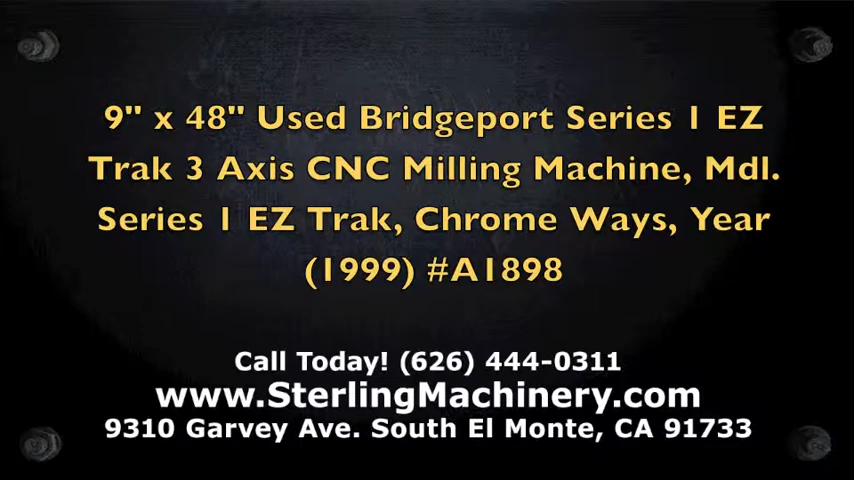 9" x 48" Used Bridgeport Series 1 EZ
Trak 3 Axis CNC Milling Machine, Mdl.
Series 1 EZ Trak, Chrome Ways, Year
(1999) #A1898
Call Today! (626) 444-0311
www.SterlingMachinery.com
9310 Garvey Ave. South El Monte, CA 91733